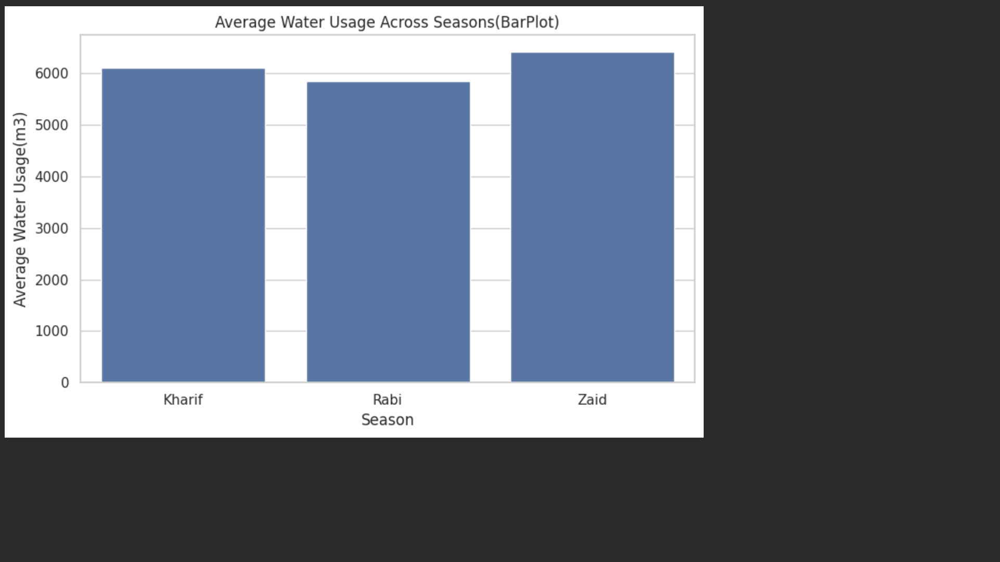 Average Water Usage Across Seasons(BarPlot)
Average Water Usage(m3)
6000
5000
4000
3000
2000
1000
0
Kharif Rabi Zaid
Season